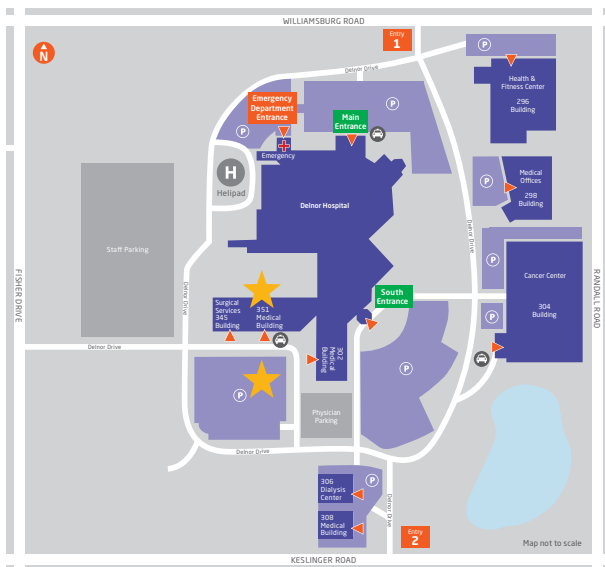 WILLIAMSBURG ROAD
Entry
1
N
P
Delnor Drive
Health &
Fitness Center
296
Building
Emergency
Department
Entrance
P
Main
Entrance
P
Emergency
H
Helipad
Medical
Offices
298
Building
P
Delnor Hospital
Delnor Drive
Staff Parking
P
Cancer Center
304
Building
FISHER DRIVE
RANDALL ROAD
Delnor Drive
South
Entrance
Surgical
Services
345
Building
351
Medical
Building
P
Delnor Drive
302
Medical
Building
P
P
Physician
Parking
Delnor Drive
306
Dialysis
Center
P
308
Medical
Building
Delnor Drive
Entry
2
Map not to scale
KESLINGER ROAD